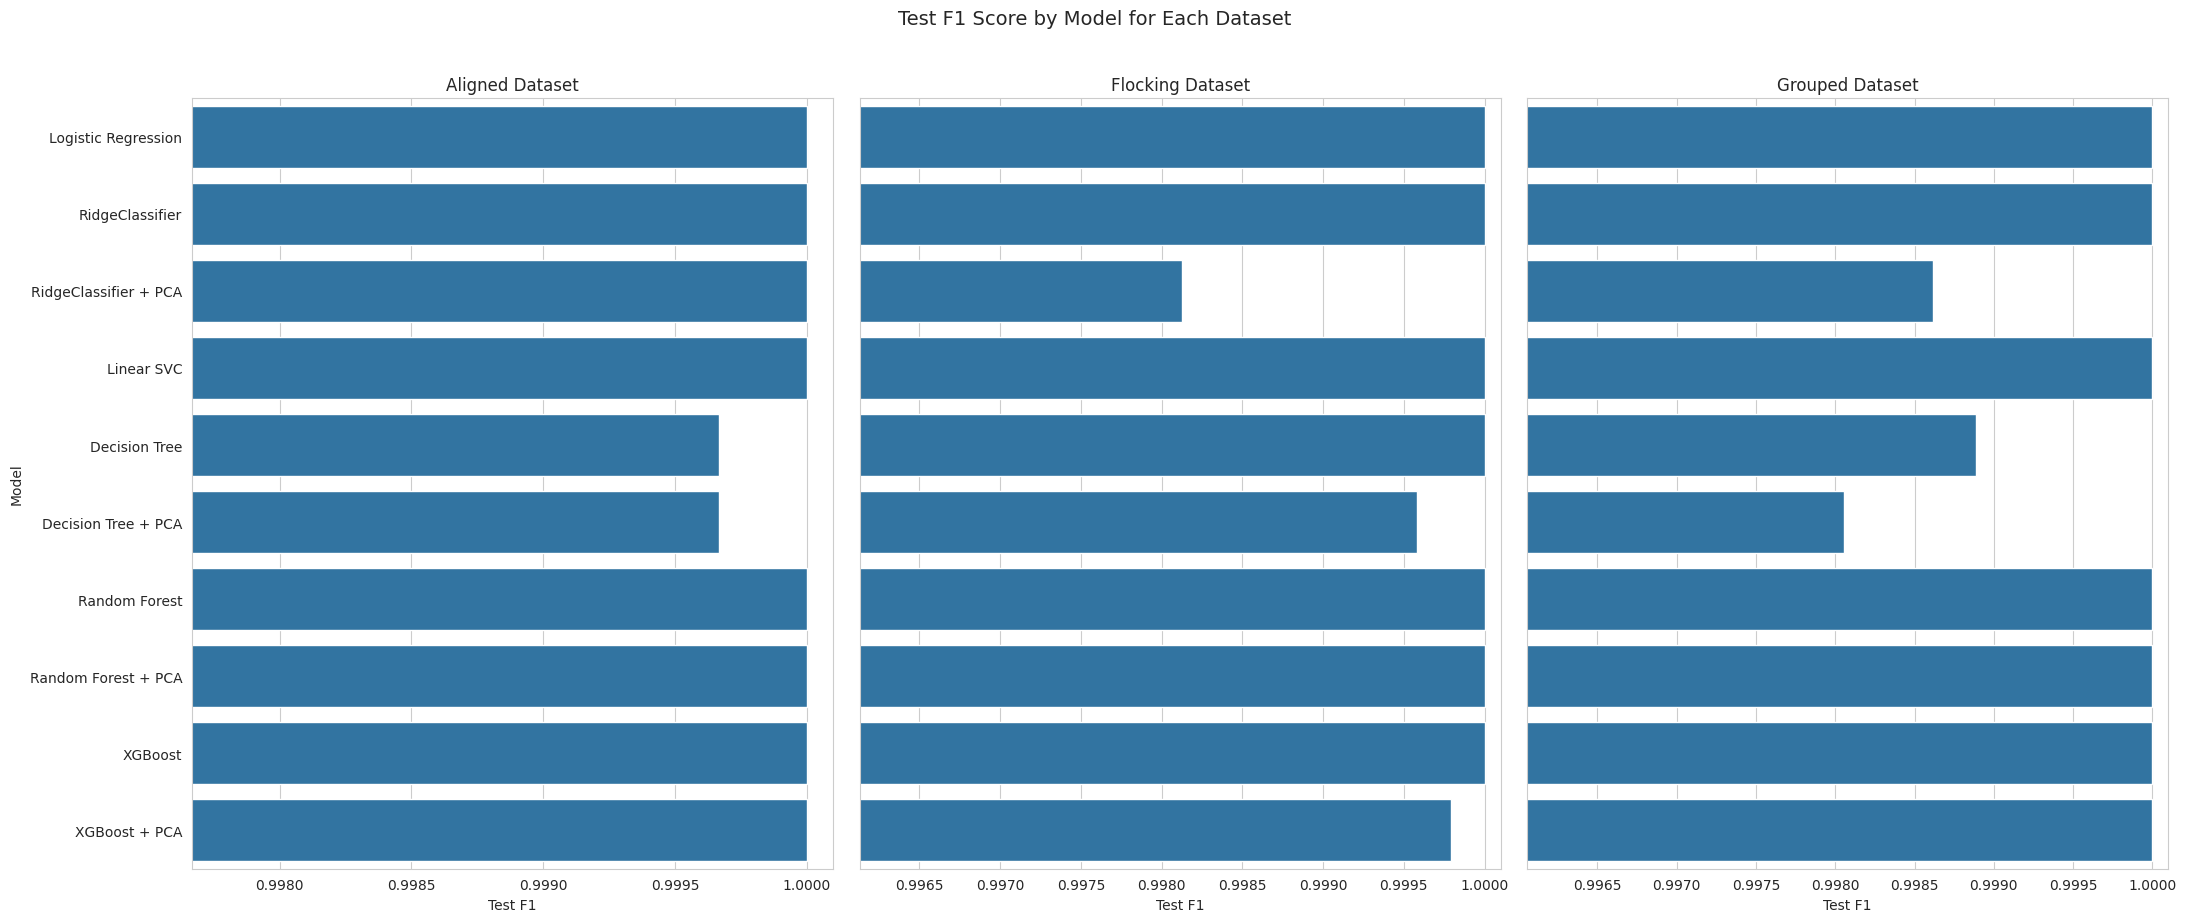 Test F1 Score by Model for Each Dataset
Aligned Dataset
Flocking Dataset
Grouped Dataset
Model
Logistic Regression
RidgeClassifier
RidgeClassifier + PCA
Linear SVC
Decision Tree
Decision Tree + PCA
Random Forest
Random Forest + PCA
XGBoost
XGBoost + PCA
0.9980 0.9985 0.9990 0.9995 1.0000
Test F1
0.9965 0.9970 0.9975 0.9980 0.9985 0.9990 0.9995 1.0000
Test F1
0.9965 0.9970 0.9975 0.9980 0.9985 0.9990 0.9995 1.0000
Test F1